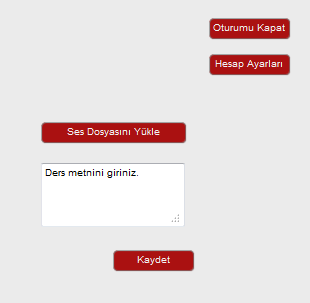 Oturumu Kapat
Hesap Ayarları
Ses Dosyasını Yükle
Ders metnini giriniz.
Kaydet